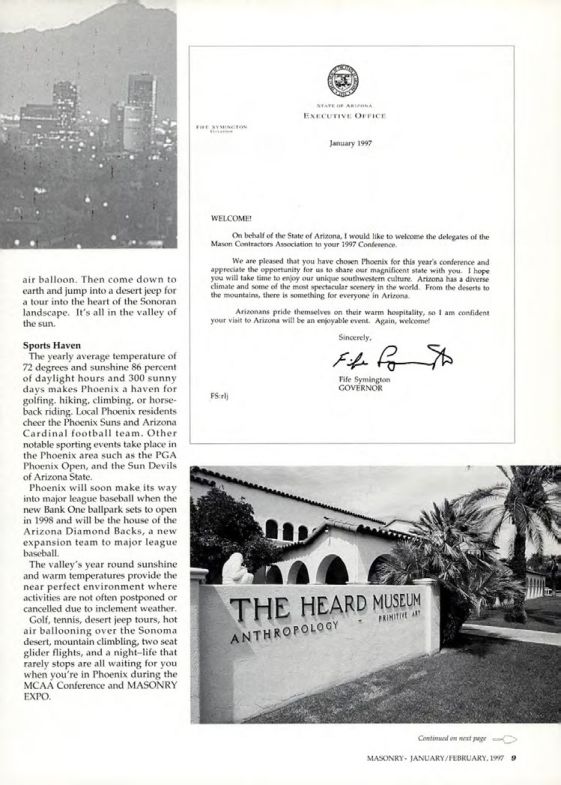 air balloon. Then come down to
earth and jump into a desert jeep for
a tour into the heart of the Sonoran
landscape. It's all in the valley of
the sun.
Sports Haven
The yearly average temperature of
72 degrees and sunshine 86 percent
of daylight hours and 300 sunny
days makes Phoenix a haven for
golfing. hiking, climbing, or horse-
back riding. Local Phoenix residents
cheer the Phoenix Suns and Arizona
Cardinal football team. Other
notable sporting events take place in
the Phoenix area such as the PGA
Phoenix Open, and the Sun Devils
of Arizona State.
Phoenix will soon make its way
into major league baseball when the
new Bank One ballpark sets to open
in 1998 and will be the house of the
Arizona Diamond Backs, a new
expansion team to major league
baseball.
The valley's year round sunshine
and warm temperatures provide the
near perfect environment where
activities are not often postponed or
cancelled due to inclement weather.
Golf, tennis, desert jeep tours, hot
air ballooning over the Sonoma
desert, mountain climbling, two seat
glider flights, and a night–life that
rarely stops are all waiting for you
when you're in Phoenix during the
MCAA Conference and MASONRY
EXPO.
STATE OF ARIZONA
EXECUTIVE OFFICE
FIFE SYMINGTON
GOVERNOR
January 1997
WELCOME!
On behalf of the State of Arizona, I would like to welcome the delegates of the
Mason Contractors Association to your 1997 Conference.
We are pleased that you have chosen Phoenix for this year's conference and
appreciate the opportunity for us to share our magnificent state with you. I hope
you will take time to enjoy our unique southwestern culture. Arizona has a diverse
climate and some of the most spectacular scenery in the world. From the deserts to
the mountains, there is something for everyone in Arizona.
Arizonans pride themselves on their warm hospitality, so I am confident
your visit to Arizona will be an enjoyable event. Again, welcome!
Sincerely,
Fife Symington
GOVERNOR
FS:rlj
THE HEARD MUSEUM
ANTHROPOLOGY - PRIMITIVE ART
Continued on next page
MASONRY - JANUARY/FEBRUARY, 1997 9